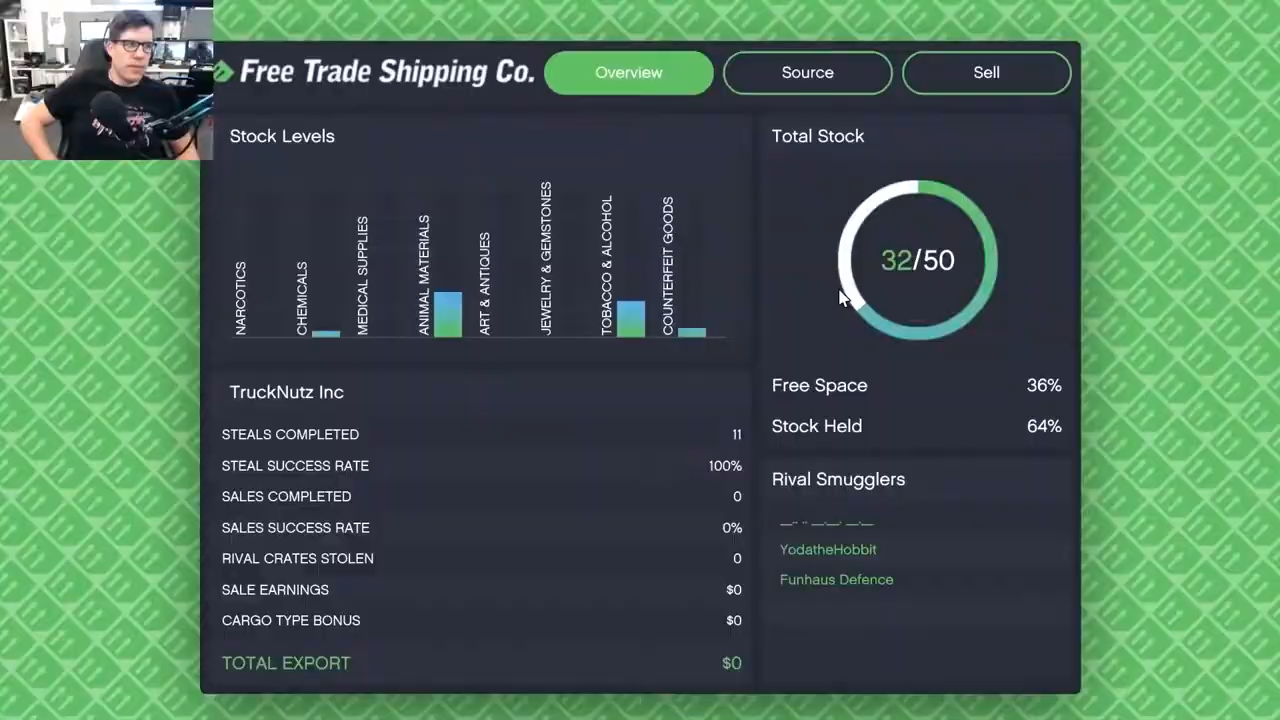 Free Trade Shipping Co.
Overview
Source
Sell
Stock Levels
NARCOTICS
CHEMICALS
MEDICAL SUPPLIES
ANIMAL MATERIALS
ART & ANTIQUES
JEWELRY & GEMSTONES
TOBACCO & ALCOHOL
COUNTERFEIT GOODS
Total Stock
32/50
Free Space 36%
Stock Held 64%
TruckNutz Inc
STEALS COMPLETED 11
STEAL SUCCESS RATE 100%
SALES COMPLETED 0
SALES SUCCESS RATE 0%
RIVAL CRATES STOLEN 0
SALE EARNINGS $0
CARGO TYPE BONUS $0
TOTAL EXPORT $0
Rival Smugglers
YodatheHobbit
Funhaus Defence